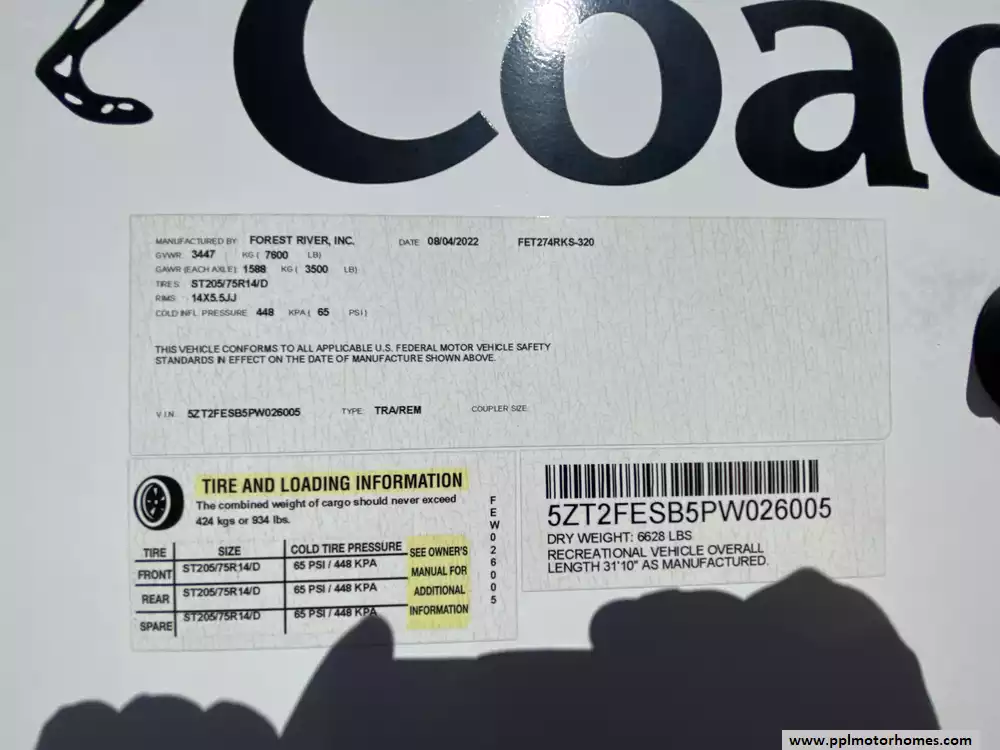 Coac
MANUFACTURED BY FOREST RIVER, INC. DATE 08/04/2022 FET274RKS-320
GVWR: 3447 KG ( 7600 LB)
GAWR (EACH AXLE): 1588 KG ( 3500 LB)
TIRES: ST205/75R14/D
RIMS: 14X5.5JJ
COLD INFL. PRESSURE 448 KPA ( 65 PSI)
THIS VEHICLE CONFORMS TO ALL APPLICABLE U.S. FEDERAL MOTOR VEHICLE SAFETY
STANDARDS IN EFFECT ON THE DATE OF MANUFACTURE SHOWN ABOVE.
V.I.N. 5ZT2FESB5PW026005 TYPE: TRA/REM COUPLER SIZE:
TIRE AND LOADING INFORMATION
The combined weight of cargo should never exceed
424 kgs or 934 lbs.
TIRE SIZE COLD TIRE PRESSURE
FRONT ST205/75R14/D 65 PSI / 448 KPA
REAR ST205/75R14/D 65 PSI / 448 KPA
SPARE ST205/75R14/D 65 PSI / 448 KPA
SEE OWNER'S
MANUAL FOR
ADDITIONAL
INFORMATION
FEW026005
5ZT2FESB5PW026005
DRY WEIGHT: 6628 LBS
RECREATIONAL VEHICLE OVERALL
LENGTH 31'10" AS MANUFACTURED.
www.pplmotorhomes.com